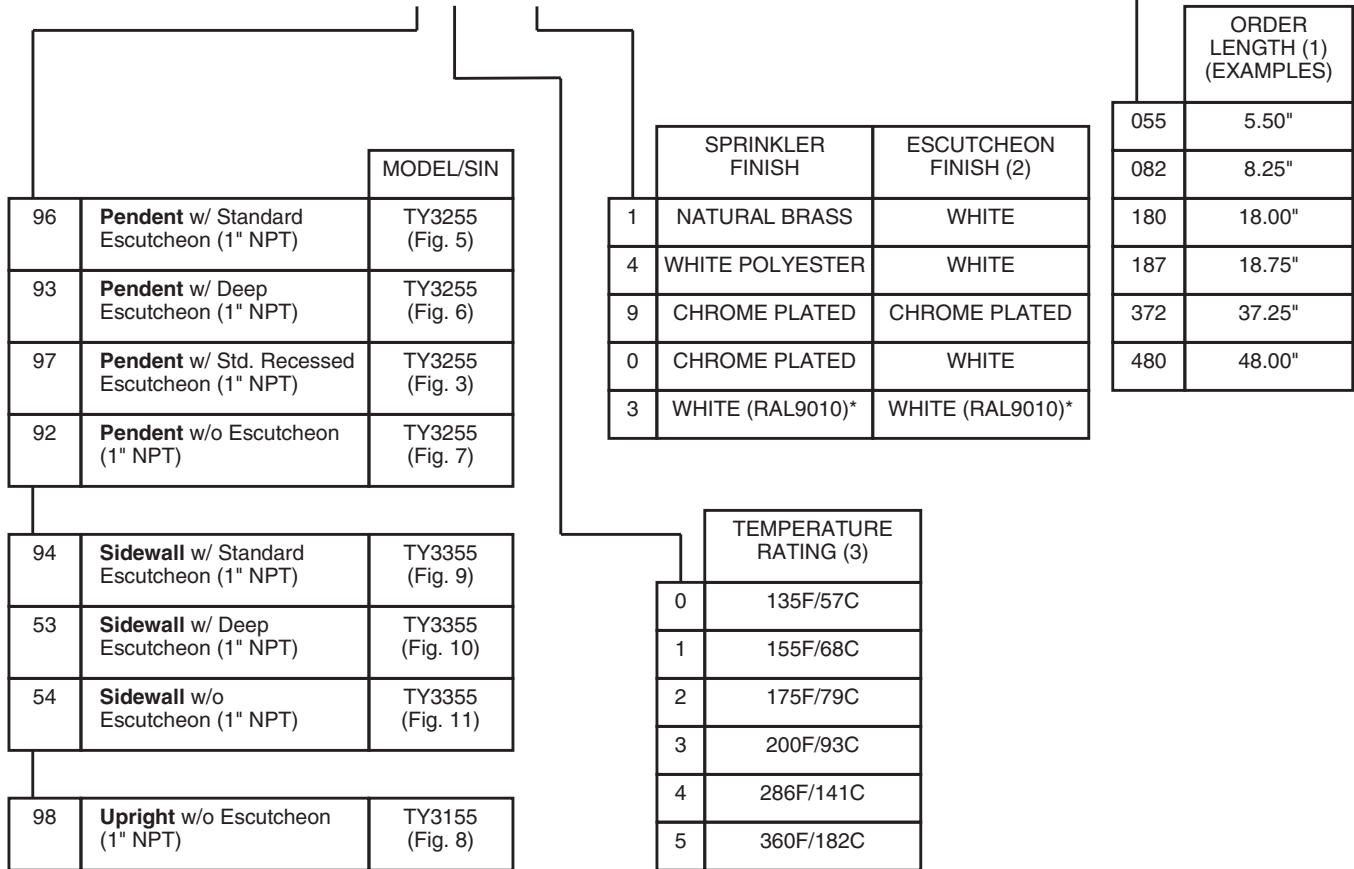 ORDER
LENGTH (1)
(EXAMPLES)
055 5.50"
082 8.25"
180 18.00"
187 18.75"
372 37.25"
480 48.00"
SPRINKLER
FINISH
ESCUTCHEON
FINISH (2)
1 NATURAL BRASS WHITE
4 WHITE POLYESTER WHITE
9 CHROME PLATED CHROME PLATED
0 CHROME PLATED WHITE
3 WHITE (RAL9010)* WHITE (RAL9010)*
MODEL/SIN
96 Pendent w/ Standard TY3255
Escutcheon (1" NPT) (Fig. 5)
93 Pendent w/ Deep TY3255
Escutcheon (1" NPT) (Fig. 6)
97 Pendent w/ Std. Recessed TY3255
Escutcheon (1" NPT) (Fig. 3)
92 Pendent w/o Escutcheon TY3255
(1" NPT) (Fig. 7)
94 Sidewall w/ Standard TY3355
Escutcheon (1" NPT) (Fig. 9)
53 Sidewall w/ Deep TY3355
Escutcheon (1" NPT) (Fig. 10)
54 Sidewall w/o TY3355
Escutcheon (1" NPT) (Fig. 11)
98 Upright w/o Escutcheon TY3155
(1" NPT) (Fig. 8)
TEMPERATURE
RATING (3)
0 135F/57C
1 155F/68C
2 175F/79C
3 200F/93C
4 286F/141C
5 360F/182C